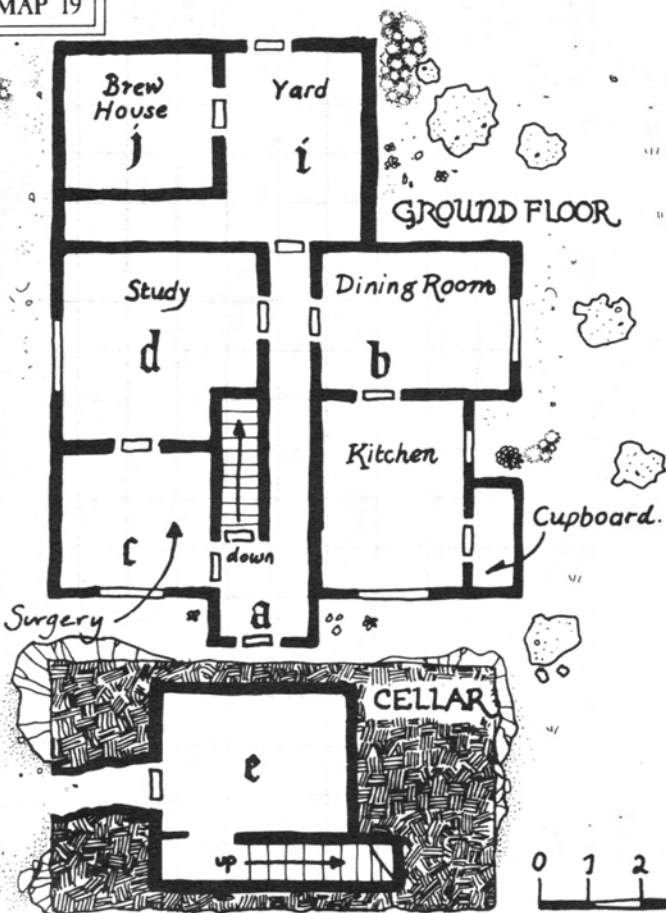 MAP 19
Brew
House
j
Yard
i
GROUND FLOOR
Study
d
Dining Room
b
Kitchen
Cupboard.
c
down
Surgery
a
CELLAR
e
up
0 1 2